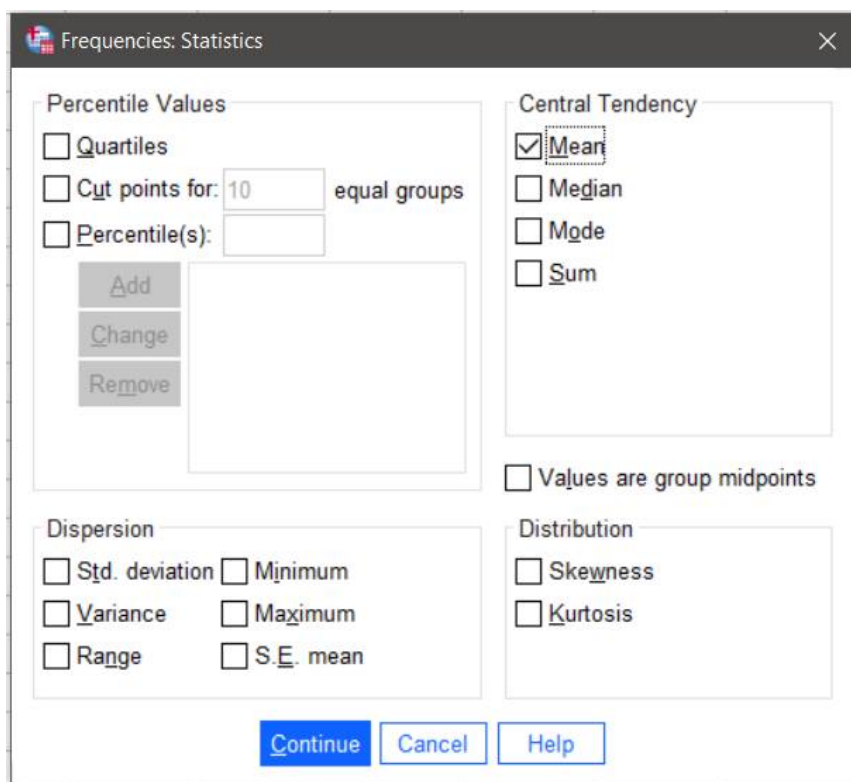 Frequencies: Statistics
Percentile Values
Quartiles
Cut points for: 10 equal groups
Percentile(s):
Add
Change
Remove
Central Tendency
Mean
Median
Mode
Sum
Values are group midpoints
Dispersion
Std. deviation Minimum
Variance Maximum
Range S.E. mean
Distribution
Skewness
Kurtosis
Continue Cancel Help